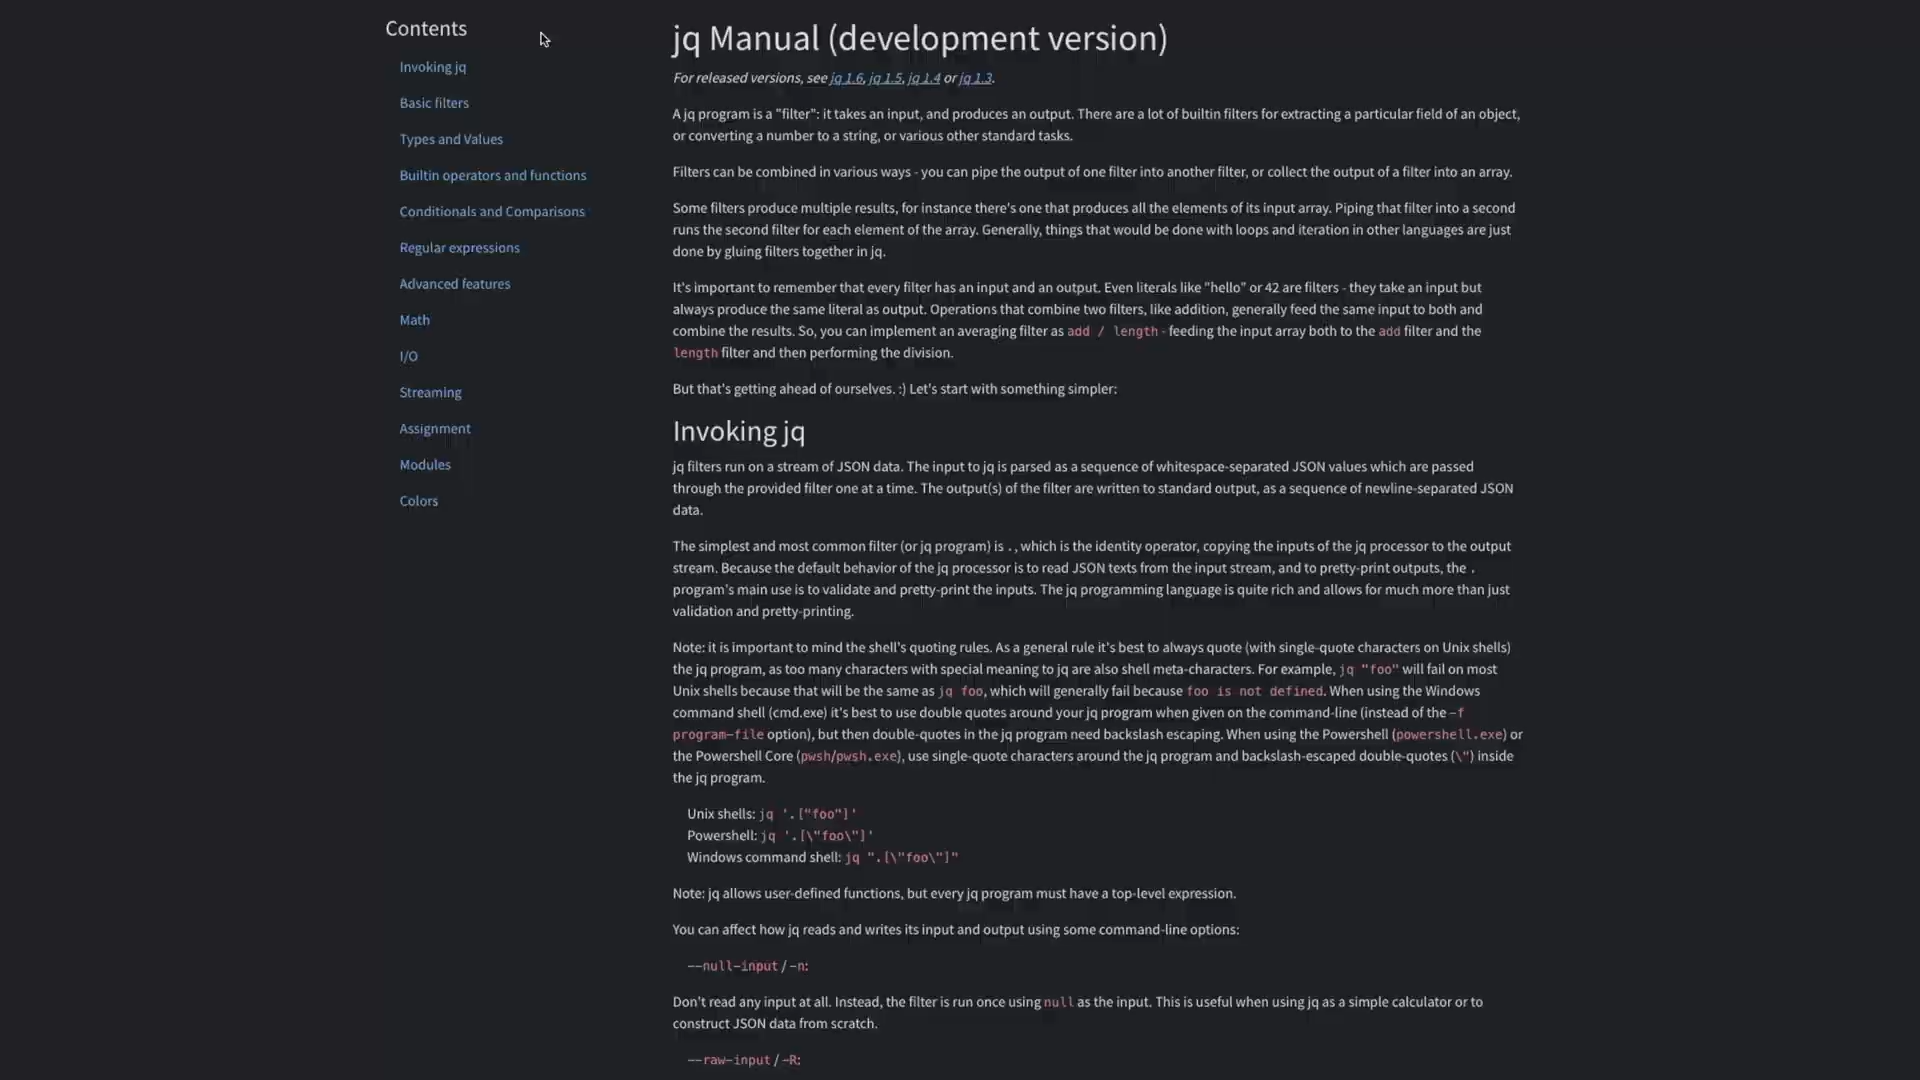 Contents
Invoking jq
Basic filters
Types and Values
Builtin operators and functions
Conditionals and Comparisons
Regular expressions
Advanced features
Math
I/O
Streaming
Assignment
Modules
Colors
jq Manual (development version)
For released versions, see jq 1.6, jq 1.5, jq 1.4 or jq 1.3.
A jq program is a "filter": it takes an input, and produces an output. There are a lot of builtin filters for extracting a particular field of an object,
or converting a number to a string, or various other standard tasks.
Filters can be combined in various ways - you can pipe the output of one filter into another filter, or collect the output of a filter into an array.
Some filters produce multiple results, for instance there's one that produces all the elements of its input array. Piping that filter into a second
runs the second filter for each element of the array. Generally, things that would be done with loops and iteration in other languages are just
done by gluing filters together in jq.
It's important to remember that every filter has an input and an output. Even literals like "hello" or 42 are filters - they take an input but
always produce the same literal as output. Operations that combine two filters, like addition, generally feed the same input to both and
combine the results. So, you can implement an averaging filter as add / length - feeding the input array both to the add filter and the
length filter and then performing the division.
But that's getting ahead of ourselves. :) Let's start with something simpler:
Invoking jq
jq filters run on a stream of JSON data. The input to jq is parsed as a sequence of whitespace-separated JSON values which are passed
through the provided filter one at a time. The output(s) of the filter are written to standard output, as a sequence of newline-separated JSON
data.
The simplest and most common filter (or jq program) is ., which is the identity operator, copying the inputs of the jq processor to the output
stream. Because the default behavior of the jq processor is to read JSON texts from the input stream, and to pretty-print outputs, the .
program's main use is to validate and pretty-print the inputs. The jq programming language is quite rich and allows for much more than just
validation and pretty-printing.
Note: it is important to mind the shell's quoting rules. As a general rule it's best to always quote (with single-quote characters on Unix shells)
the jq program, as too many characters with special meaning to jq are also shell meta-characters. For example, jq "foo" will fail on most
Unix shells because that will be the same as jq foo, which will generally fail because foo is not defined. When using the Windows
command shell (cmd.exe) it's best to use double quotes around your jq program when given on the command-line (instead of the -f
program-file option), but then double-quotes in the jq program need backslash escaping. When using the Powershell (powershell.exe) or
the Powershell Core (pwsh/pwsh.exe), use single-quote characters around the jq program and backslash-escaped double-quotes (\") inside
the jq program.
Unix shells: jq '.["foo"]'
Powershell: jq '.[\"foo\"]'
Windows command shell: jq ".[\"foo\"]"
Note: jq allows user-defined functions, but every jq program must have a top-level expression.
You can affect how jq reads and writes its input and output using some command-line options:
--null-input / -n:
Don't read any input at all. Instead, the filter is run once using null as the input. This is useful when using jq as a simple calculator or to
construct JSON data from scratch.
--raw-input / -R: